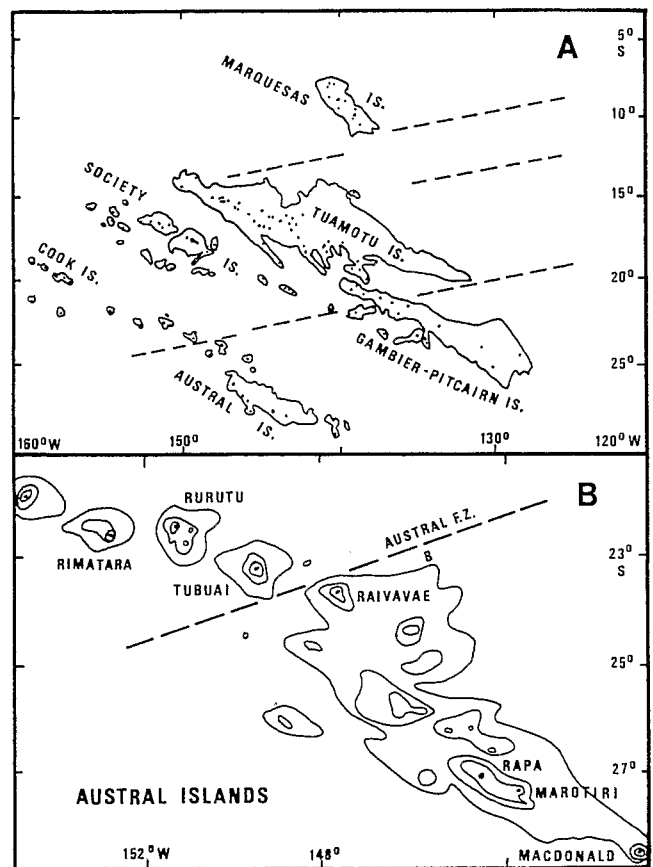 A
5°
S
MARQUESAS IS.
10°
15°
SOCIETY IS.
TUAMOTU IS.
COOK IS.
20°
GAMBIER-PITCAIRN IS.
25°
AUSTRAL IS.
160°W 150° 130° 120°W
B
RURUTU
AUSTRAL F.Z.
B
RIMATARA
23°
S
TUBUAI
RAIVAVAE
25°
RAPA
27°
MAROTIRI
AUSTRAL ISLANDS
152°W 148° MACDONALD